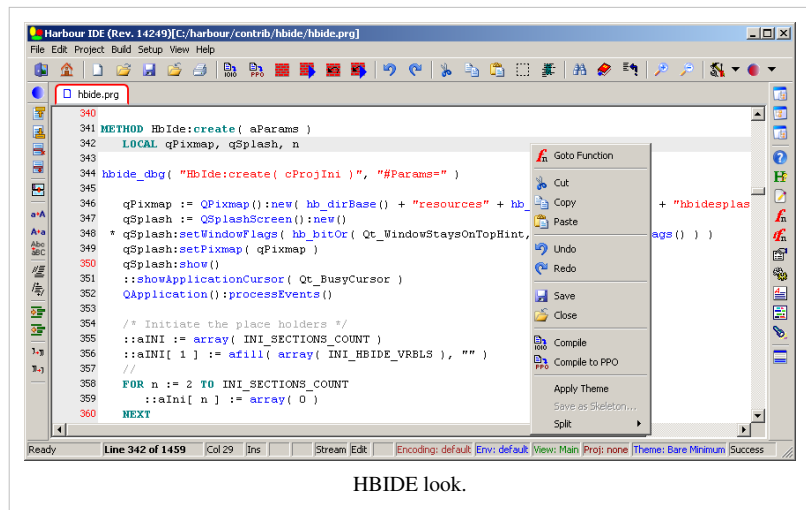 Harbour IDE (Rev. 14249)[C:/harbour/contrib/hbide/hbide.prg]
File Edit Project Build Setup View Help
hbide.prg
340
341 METHOD HbIde:create( aParams )
342 LOCAL qPixmap, qSplash, n
343
344 hbide_dbg( "HbIde:create( cProjIni )", "#Params=" )
345
346 qPixmap := QPixmap():new( hb_dirBase() + "resources" + hb_ + "hbidesplas
347 qSplash := QSplashScreen():new()
348 * qSplash:setWindowFlags( hb_bitOr( Qt_WindowStaysOnTopHint, ags() ) )
349 qSplash:setPixmap( qPixmap )
350 qSplash:show()
351 ::showApplicationCursor( Qt_BusyCursor )
352 QApplication():processEvents()
353
354 /* Initiate the place holders */
355 ::aINI := array( INI_SECTIONS_COUNT )
356 ::aINI[ 1 ] := afill( array( INI_HBIDE_VRBLS ), "" )
357 //
358 FOR n := 2 TO INI_SECTIONS_COUNT
359 ::aIni[ n ] := array( 0 )
360 NEXT
Goto Function
Cut
Copy
Paste
Undo
Redo
Save
Close
Compile
Compile to PPO
Apply Theme
Save as Skeleton...
Split
Ready Line 342 of 1459 Col 29 Ins Stream Edit Encoding: default Env: default View: Main Proj: none Theme: Bare Minimum Success
HBIDE look.